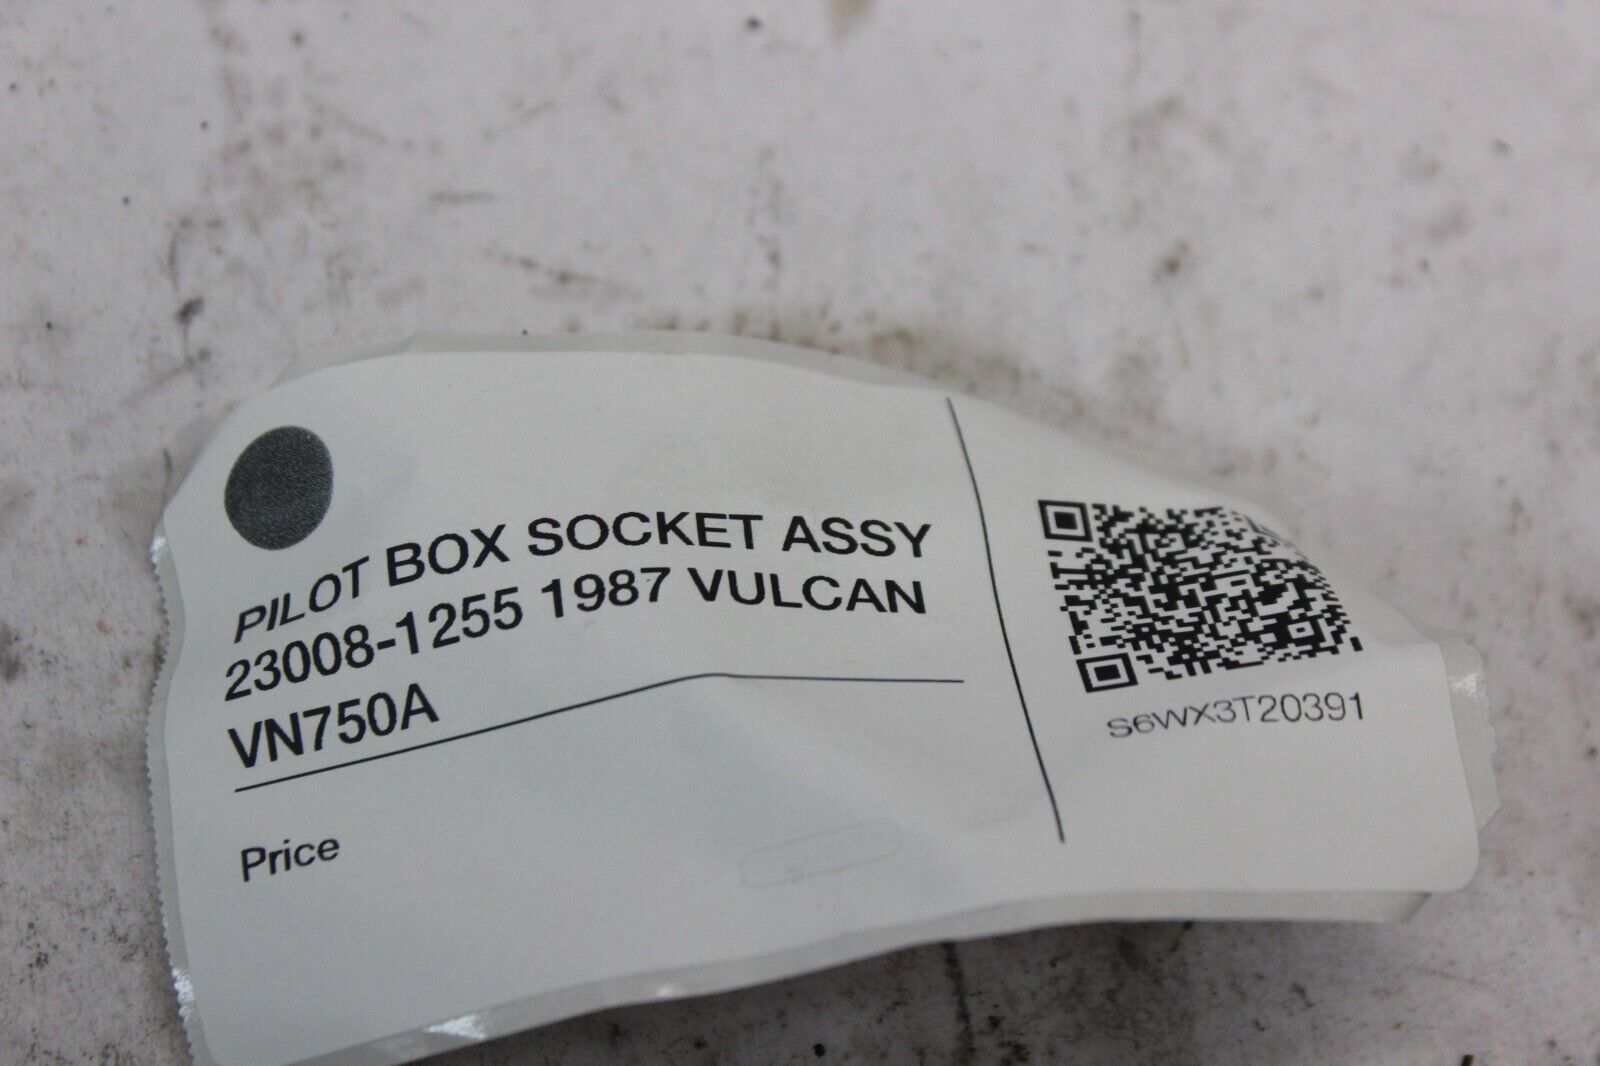 PILOT BOX SOCKET ASSY
23008-1255 1987 VULCAN
VN750A
Price
S6WX3T20391